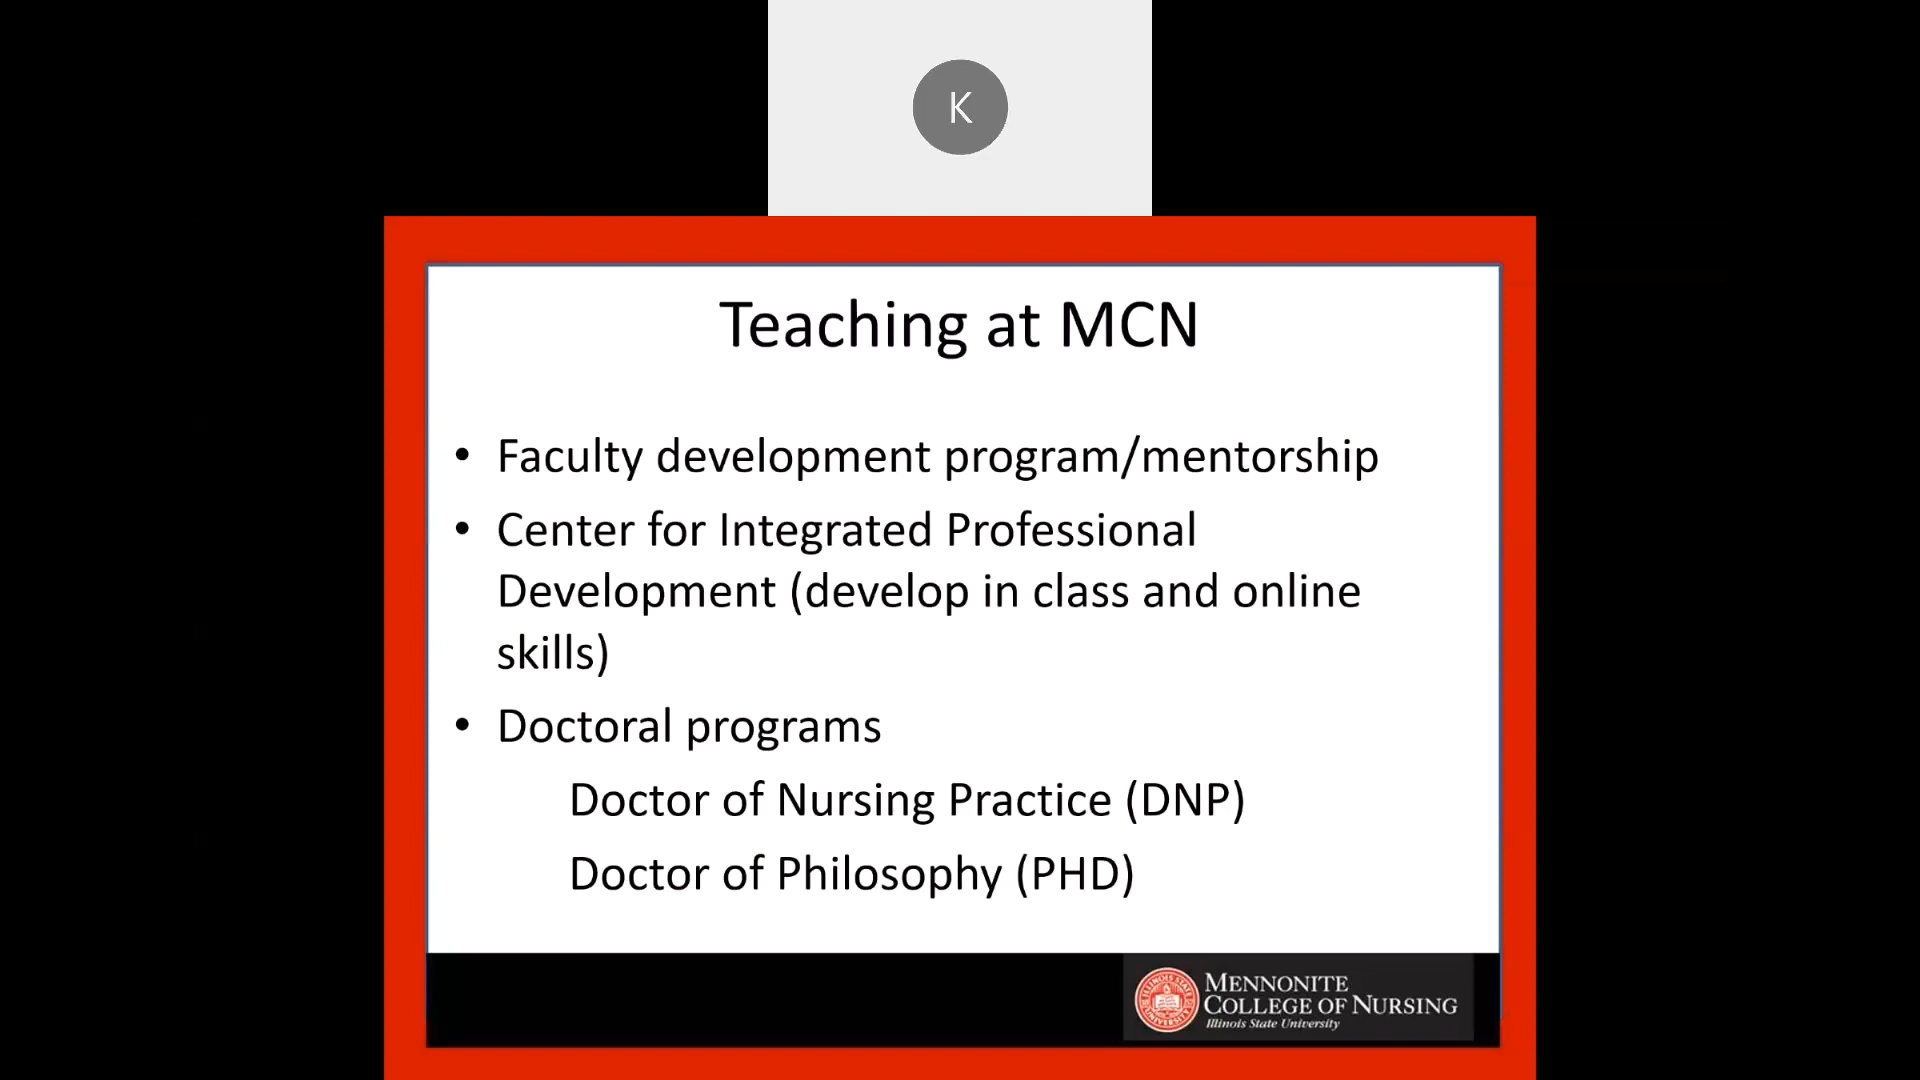 K
Teaching at MCN
• Faculty development program/mentorship
• Center for Integrated Professional
Development (develop in class and online
skills)
• Doctoral programs
Doctor of Nursing Practice (DNP)
Doctor of Philosophy (PHD)
MENNONITE
COLLEGE OF NURSING
Illinois State University